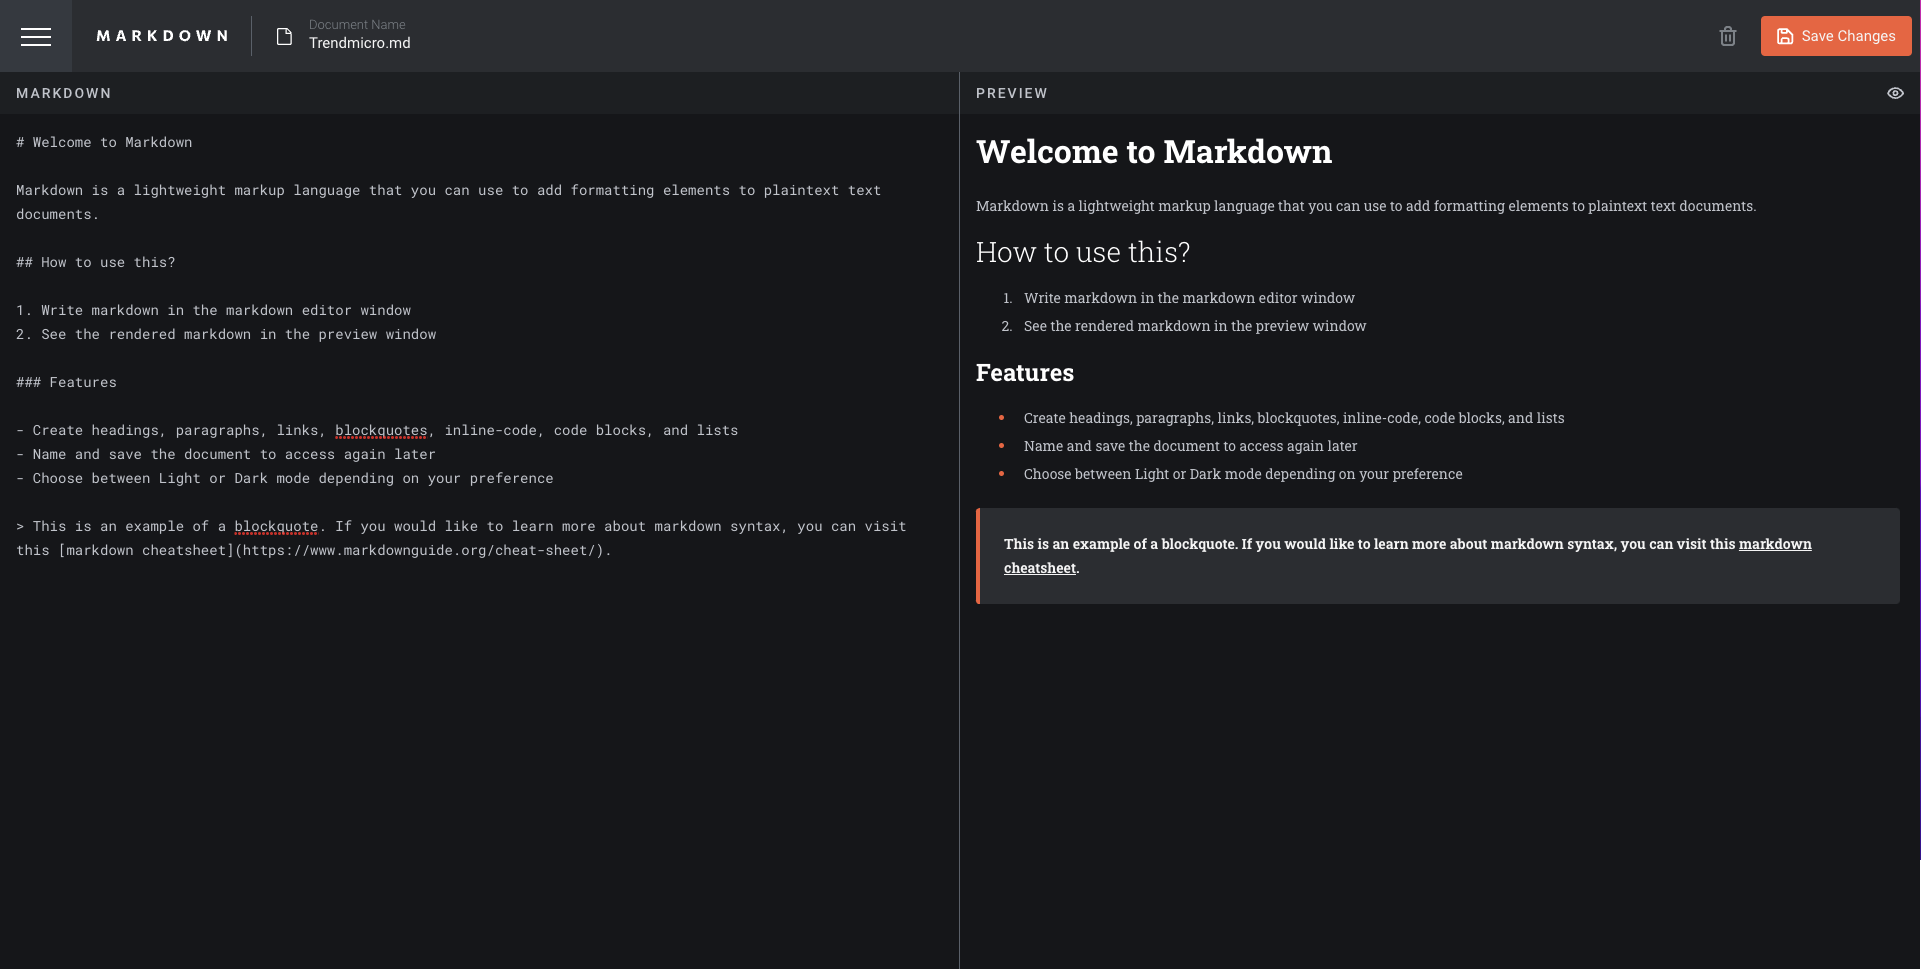 MARKDOWN
Document Name
Trendmicro.md
Save Changes
MARKDOWN
# Welcome to Markdown
Markdown is a lightweight markup language that you can use to add formatting elements to plaintext text
documents.
## How to use this?
1. Write markdown in the markdown editor window
2. See the rendered markdown in the preview window
### Features
- Create headings, paragraphs, links, blockquotes, inline-code, code blocks, and lists
- Name and save the document to access again later
- Choose between Light or Dark mode depending on your preference
> This is an example of a blockquote. If you would like to learn more about markdown syntax, you can visit
this [markdown cheatsheet](https://www.markdownguide.org/cheat-sheet/).
PREVIEW
Welcome to Markdown
Markdown is a lightweight markup language that you can use to add formatting elements to plaintext text documents.
How to use this?
1. Write markdown in the markdown editor window
2. See the rendered markdown in the preview window
Features
• Create headings, paragraphs, links, blockquotes, inline-code, code blocks, and lists
• Name and save the document to access again later
• Choose between Light or Dark mode depending on your preference
This is an example of a blockquote. If you would like to learn more about markdown syntax, you can visit this markdown
cheatsheet.